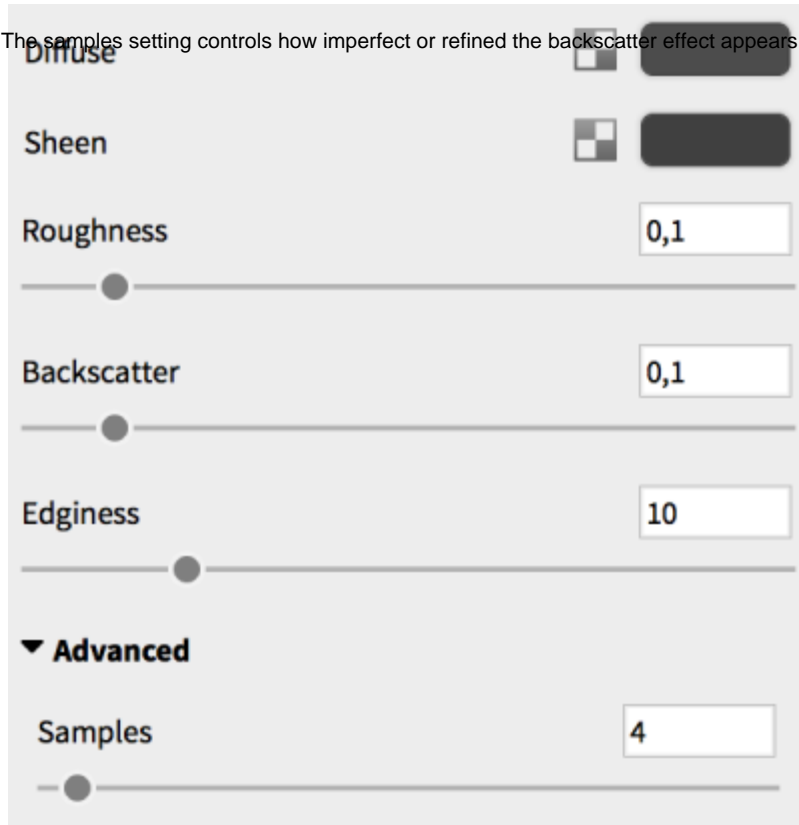 The samples setting controls how imperfect or refined the backscatter effect appears
Diffuse
Sheen
Roughness 0,1
Backscatter 0,1
Edginess 10
Advanced
Samples 4